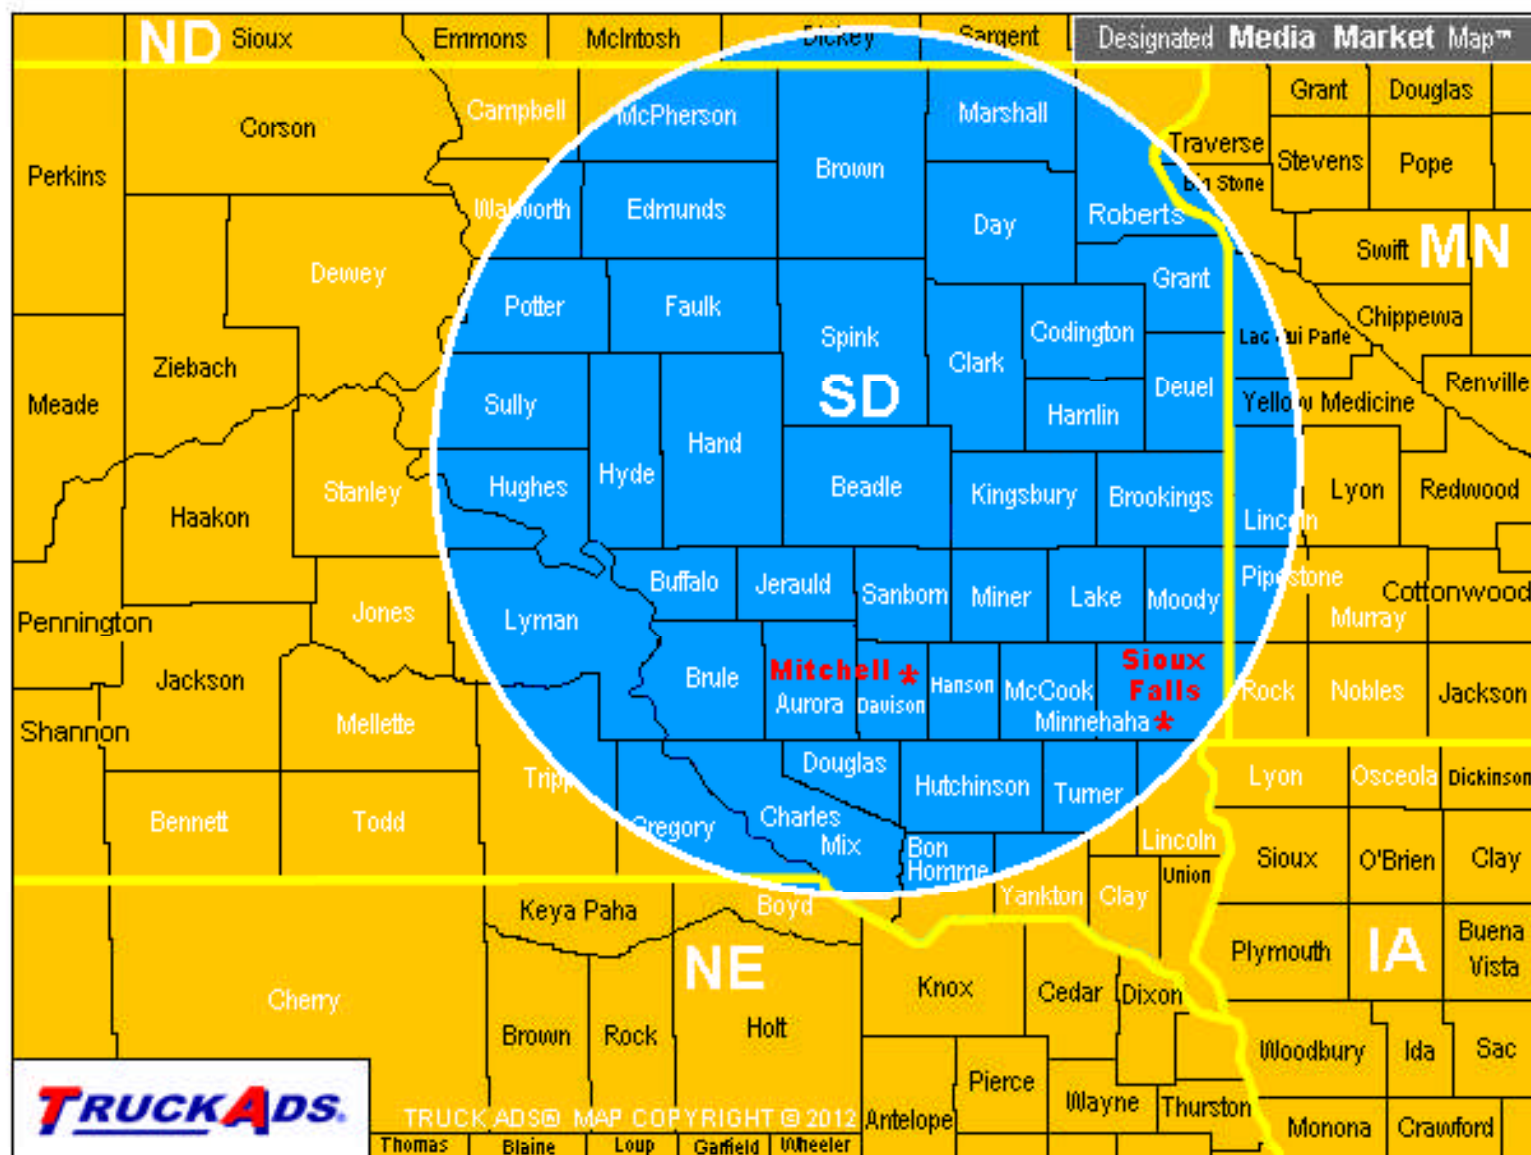 ND Sioux Emmons McIntosh Dickey Sargent Designated Media Market Map™
Grant Douglas
Campbell McPherson Marshall
Corson Traverse
Perkins Brown Stevens Pope
Big Stone
Walworth Edmunds Roberts
Day
Swift MN
Dewey Grant
Potter Faulk Chippewa
Spink Codington Lac Qui Parle
Ziebach Clark
Renville
Meade Sully SD Deuel Yellow Medicine
Hamlin
Hand
Stanley Hughes Hyde Beadle Kingsbury Brookings Lyon Redwood
Haakon Lincoln
Buffalo Jerauld Pipestone
Sanborn Miner Lake Moody Cottonwood
Pennington Jones Lyman Murray
Sioux
Jackson Brule Mitchell * Hanson McCook Falls Rock Nobles Jackson
Aurora Davison
Shannon Mellette Minnehaha *
Douglas
Tripp Hutchinson Turner Lyon Osceola Dickinson
Bennett Todd Gregory Charles
Mix Bon
Homme
Lincoln Sioux O'Brien Clay
Union
Keya Paha Boyd Yankton Clay
Plymouth IA Buena
Vista
NE
Cherry Knox Cedar Dixon
Brown Rock Holt Woodbury Ida Sac
Pierce
TRUCKADS® Wayne Thurston
TRUCK ADS® MAP COPYRIGHT © 2012 Antelope Monona Crawford
Thomas Blaine Loup Garfield Wheeler